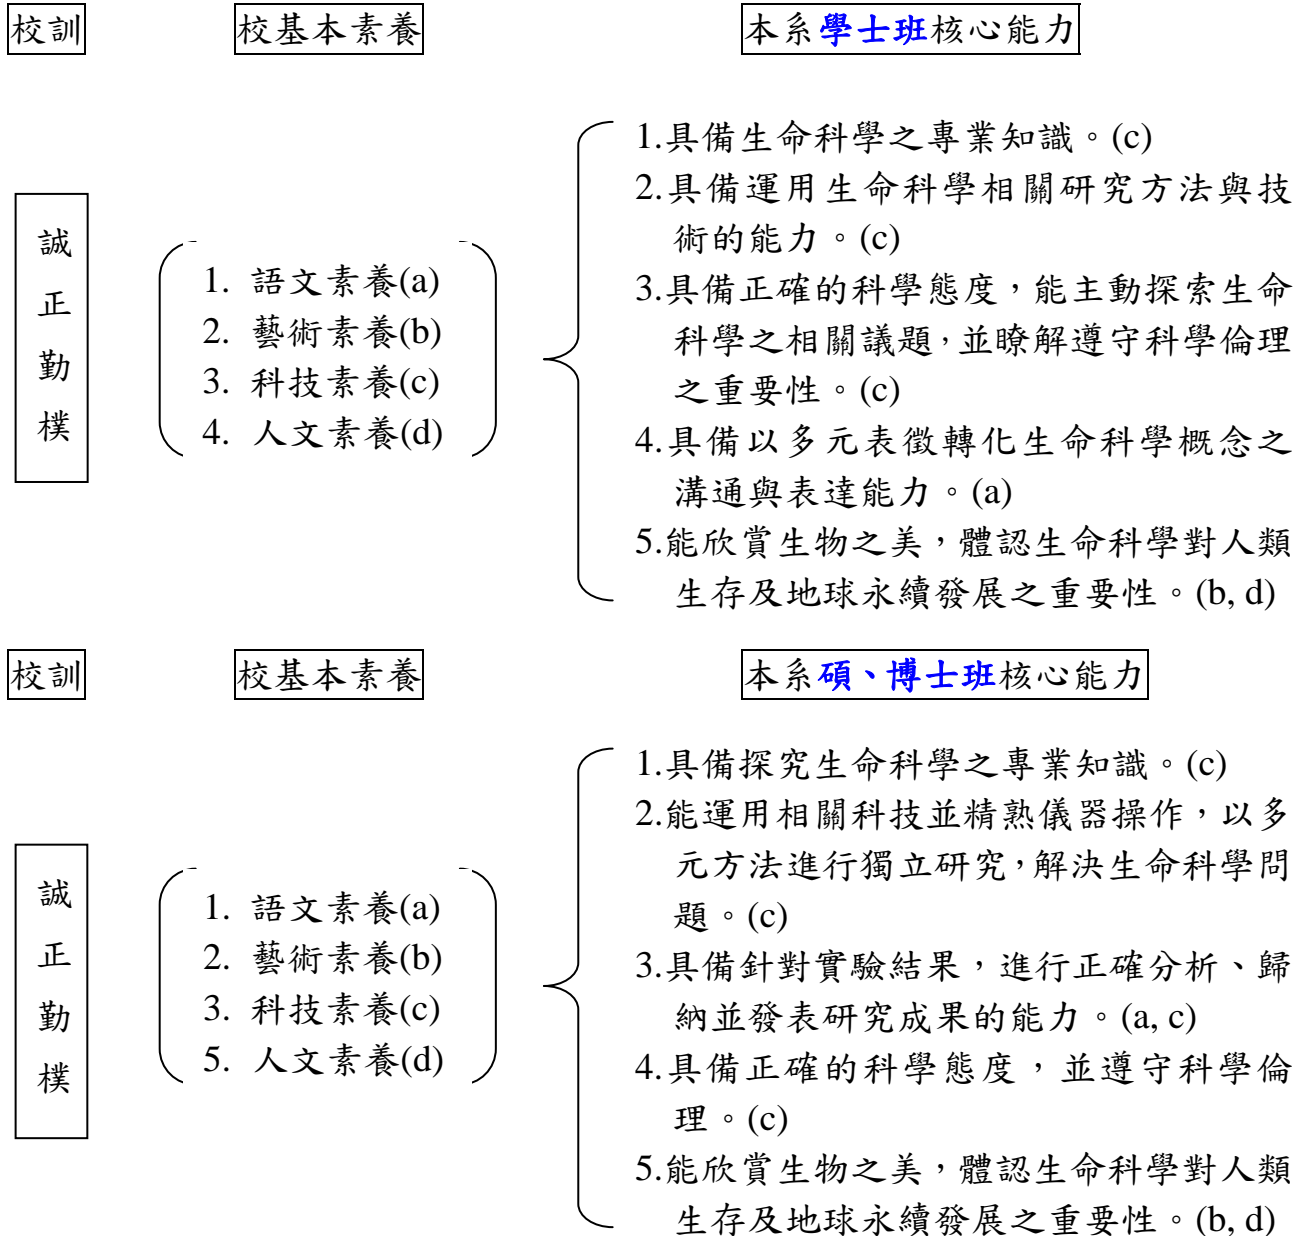 校訓
校基本素養
本系學士班核心能力
誠
正
勤
樸
1. 語文素養(a)
2. 藝術素養(b)
3. 科技素養(c)
4. 人文素養(d)
1.具備生命科學之專業知識。(c)
2.具備運用生命科學相關研究方法與技
術的能力。(c)
3.具備正確的科學態度，能主動探索生命
科學之相關議題，並瞭解遵守科學倫理
之重要性。(c)
4.具備以多元表徵轉化生命科學概念之
溝通與表達能力。(a)
5.能欣賞生物之美，體認生命科學對人類
生存及地球永續發展之重要性。(b, d)
校訓
校基本素養
本系碩、博士班核心能力
誠
正
勤
樸
1. 語文素養(a)
2. 藝術素養(b)
3. 科技素養(c)
5. 人文素養(d)
1.具備探究生命科學之專業知識。(c)
2.能運用相關科技並精熟儀器操作，以多
元方法進行獨立研究，解決生命科學問
題。(c)
3.具備針對實驗結果，進行正確分析、歸
納並發表研究成果的能力。(a, c)
4.具備正確的科學態度，並遵守科學倫
理。(c)
5.能欣賞生物之美，體認生命科學對人類
生存及地球永續發展之重要性。(b, d)